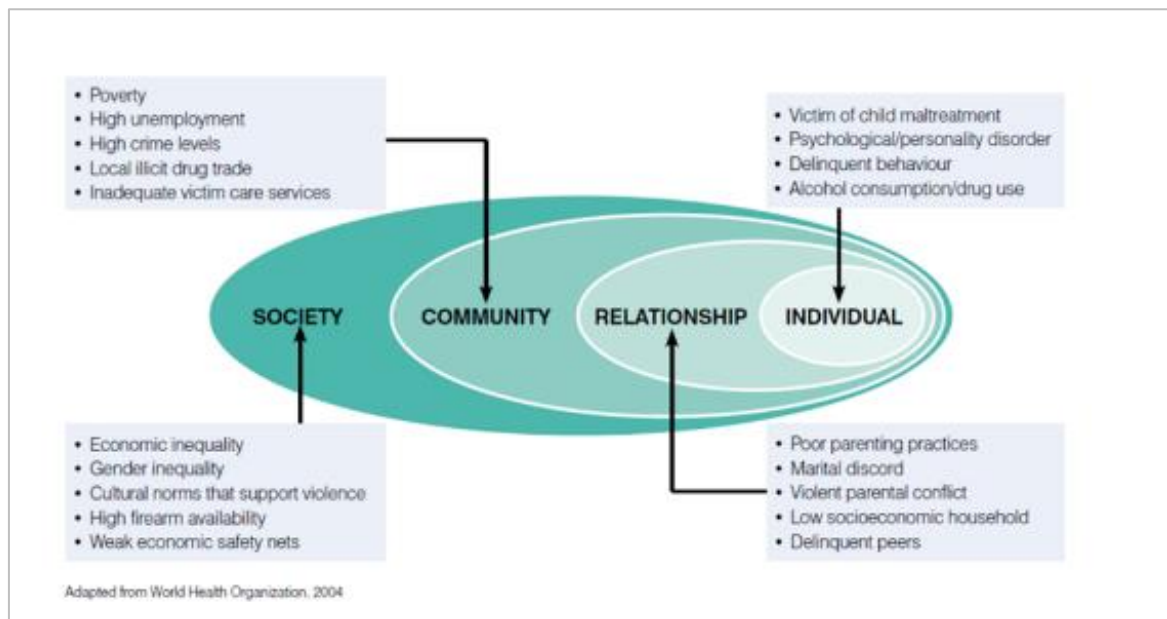 • Poverty
• High unemployment
• High crime levels
• Local illicit drug trade
• Inadequate victim care services
• Victim of child maltreatment
• Psychological/personality disorder
• Delinquent behaviour
• Alcohol consumption/drug use
SOCIETY
COMMUNITY
RELATIONSHIP
INDIVIDUAL
• Economic inequality
• Gender inequality
• Cultural norms that support violence
• High firearm availability
• Weak economic safety nets
• Poor parenting practices
• Marital discord
• Violent parental conflict
• Low socioeconomic household
• Delinquent peers
Adapted from World Health Organization, 2004